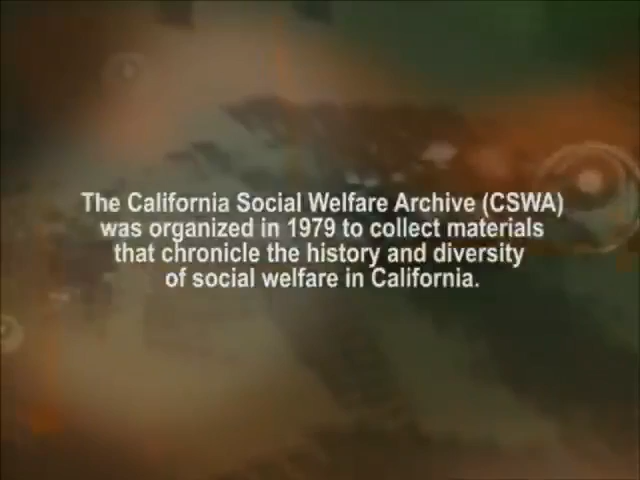 The California Social Welfare Archive (CSWA)
was organized in 1979 to collect materials
that chronicle the history and diversity
of social welfare in California.